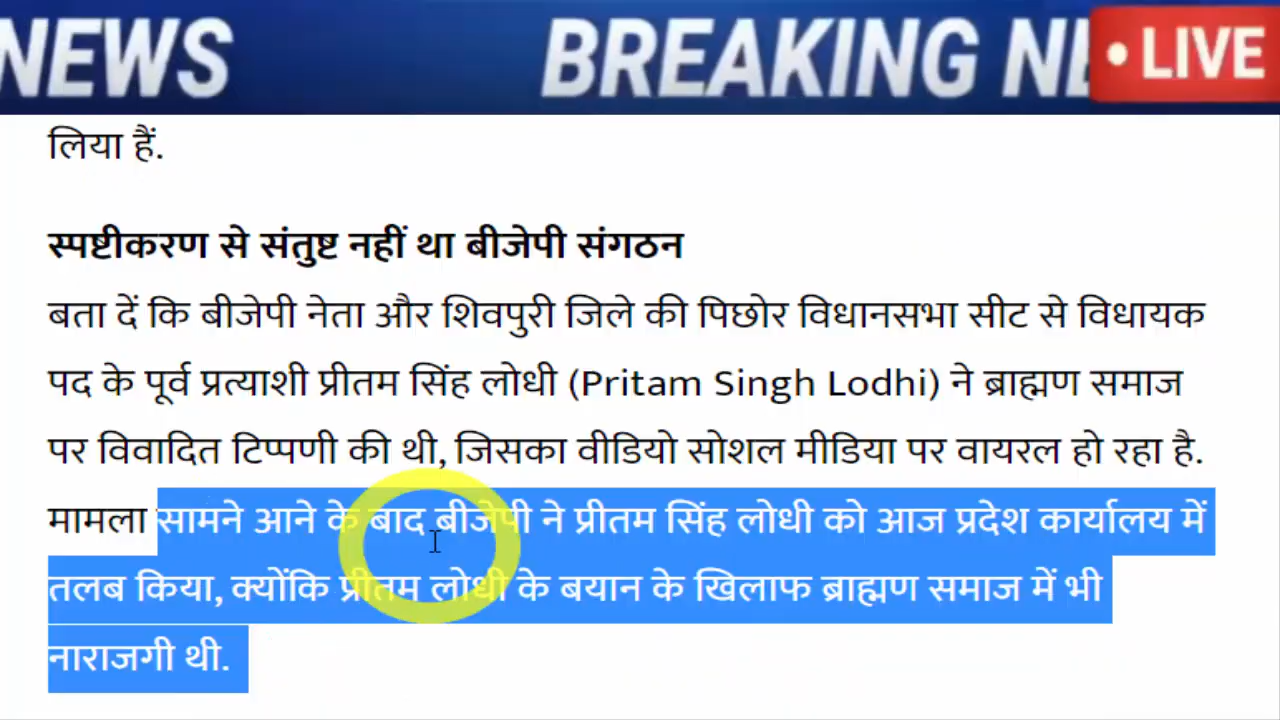 NEWS BREAKING NE • LIVE
लिया हैं.
स्पष्टीकरण से संतुष्ट नहीं था बीजेपी संगठन
बता दें कि बीजेपी नेता और शिवपुरी जिले की पिछोर विधानसभा सीट से विधायक
पद के पूर्व प्रत्याशी प्रीतम सिंह लोधी (Pritam Singh Lodhi) ने ब्राह्मण समाज
पर विवादित टिप्पणी की थी, जिसका वीडियो सोशल मीडिया पर वायरल हो रहा है.
मामला सामने आने के बाद बीजेपी ने प्रीतम सिंह लोधी को आज प्रदेश कार्यालय में
तलब किया, क्योंकि प्रीतम लोधी के बयान के खिलाफ ब्राह्मण समाज में भी
नाराजगी थी.